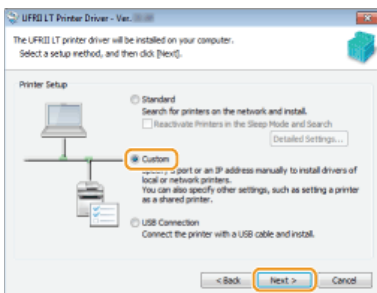 UFRII LT Printer Driver - Ver.
The UFRII LT printer driver will be installed on your computer.
Select a setup method, and then click [Next].
Printer Setup
Standard
Search for printers on the network and install.
Reactivate Printers in the Sleep Mode and Search
Detailed Settings...
Custom
port or an IP address manually to install drivers of
local or network printers.
You can also specify other settings, such as setting a printer
as a shared printer.
USB Connection
Connect the printer with a USB cable and install.
< Back
Next >
Cancel